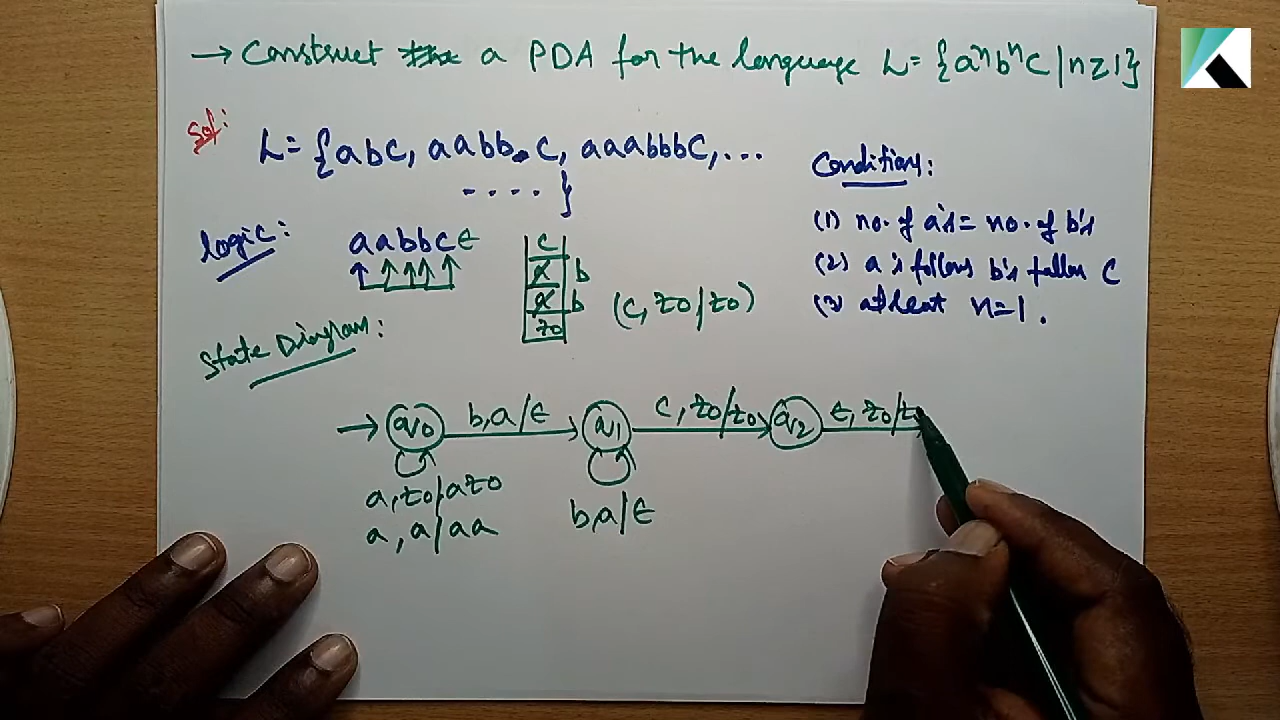 → Construct a PDA for the language L = {aⁿbⁿc | n≥1}
Sol:
L = {abc, aabb c, aaabbbc, ...
.... }
Conditions:
(1) no. of a's = no. of b's
(2) a's follows b's follow c
(3) atleast n=1.
Logic:
aabbcϵ
c
a b
a b
z0
(c, z0/z0)
State Diagram:
→ q0 b,a/ϵ q1 c, z0/z0 q2 ϵ, z0/z0
a, z0/az0
a, a/aa
b,a/ϵ